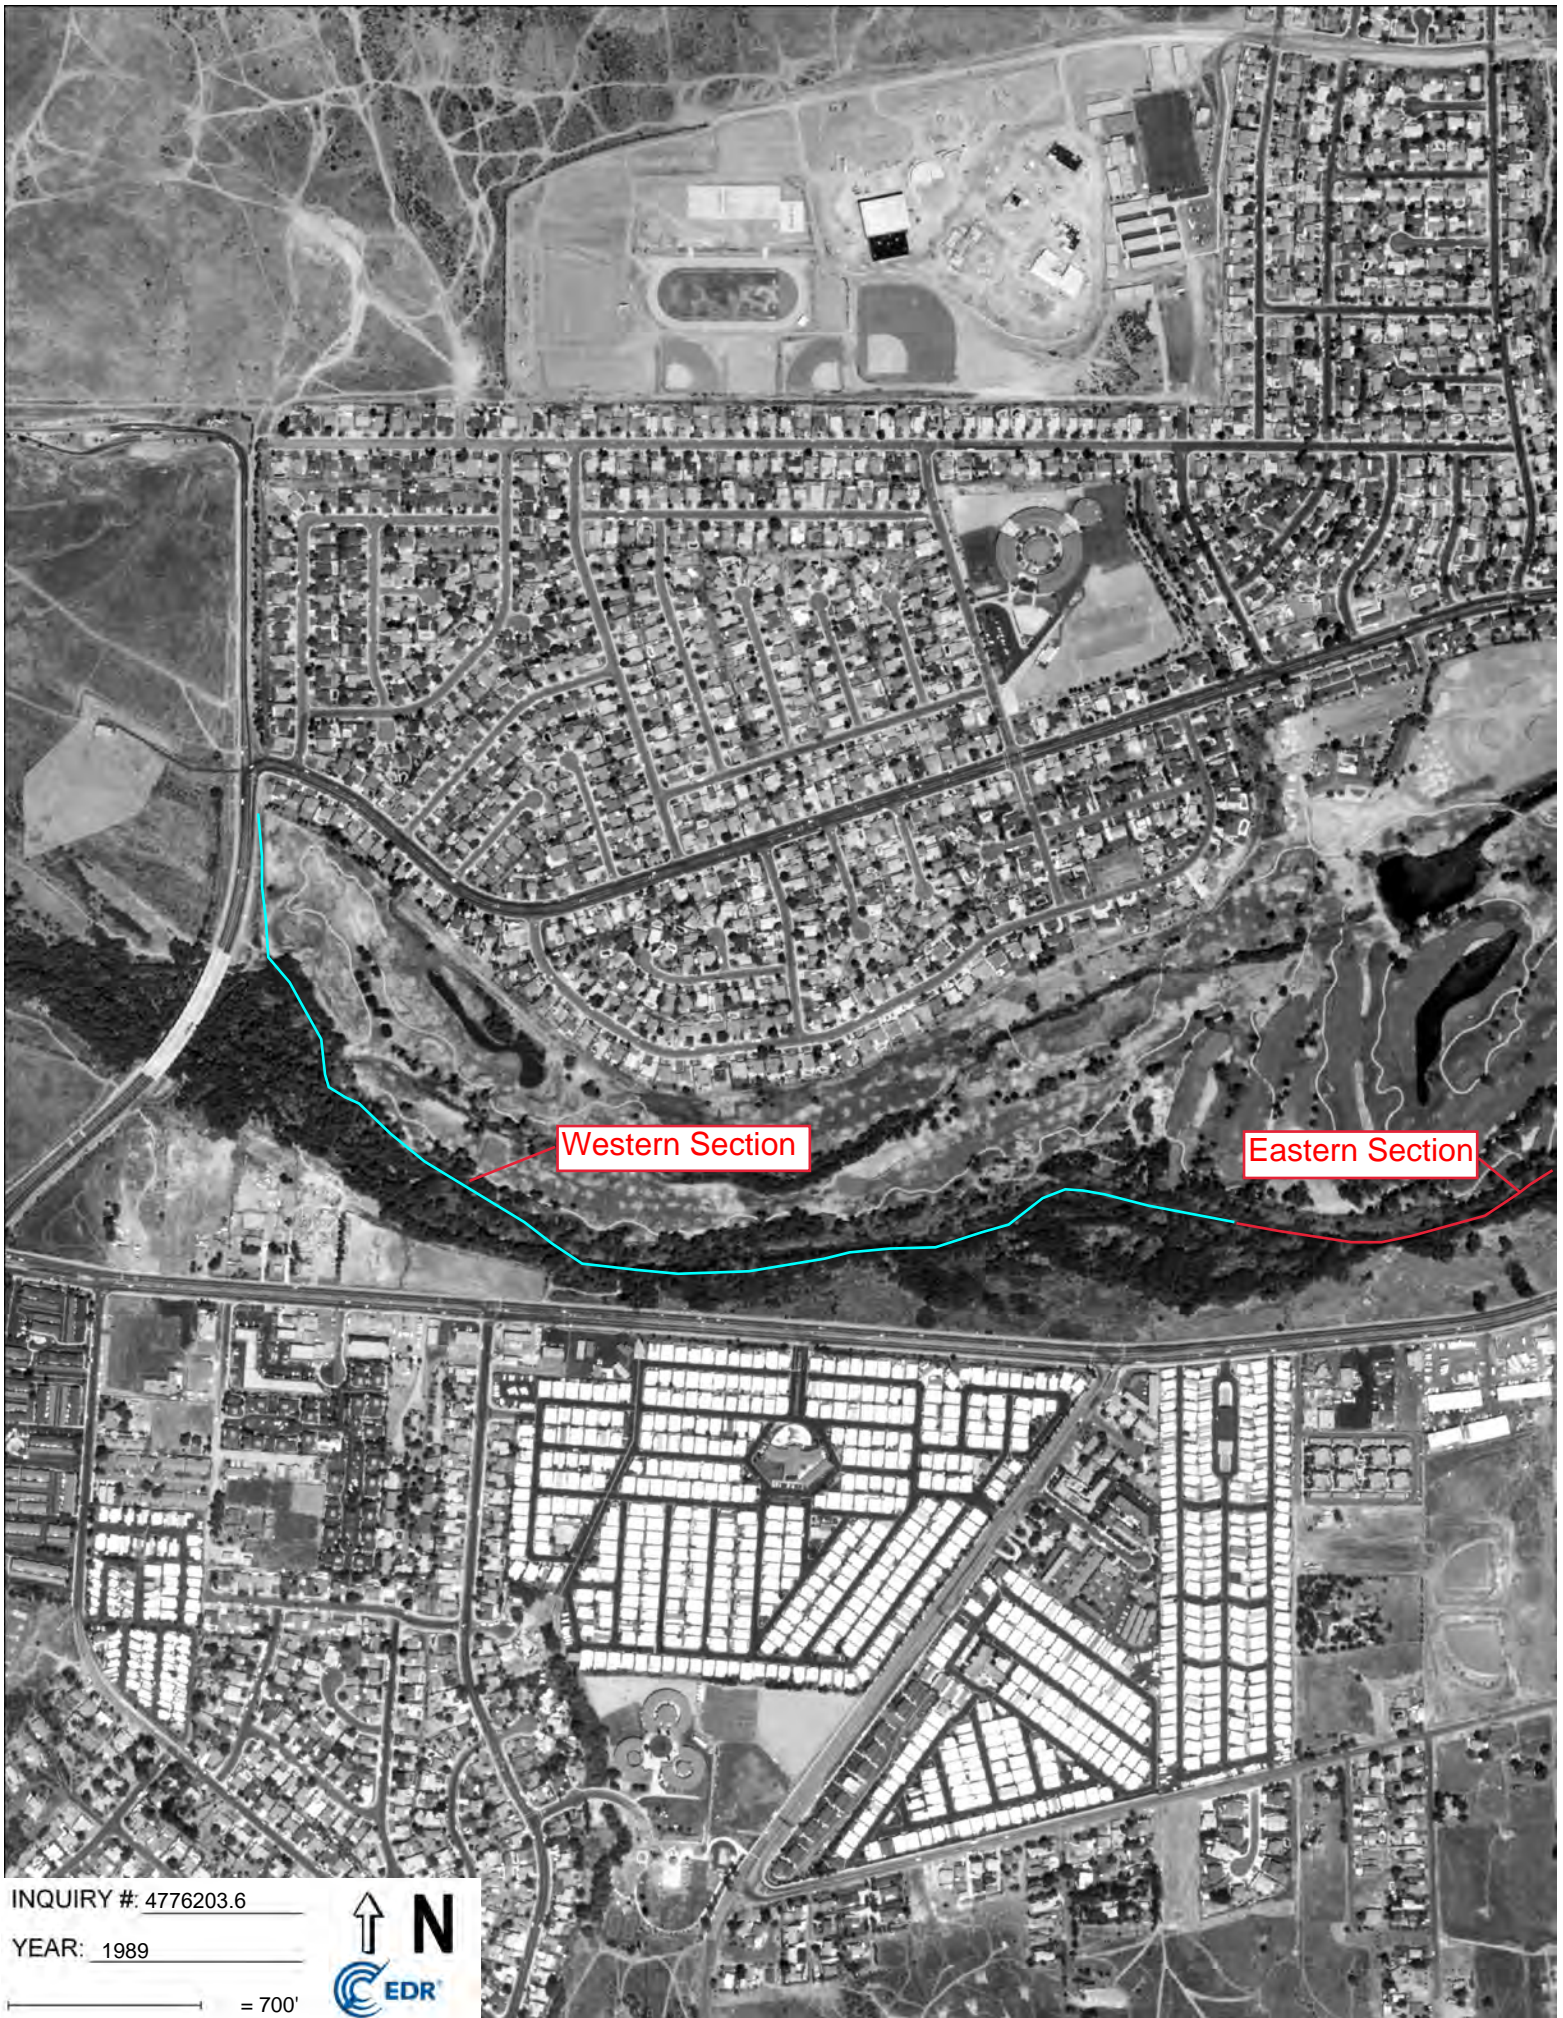 Western Section
Eastern Section
INQUIRY #: 4776203.6
YEAR: 1989
= 700'
N
EDR®